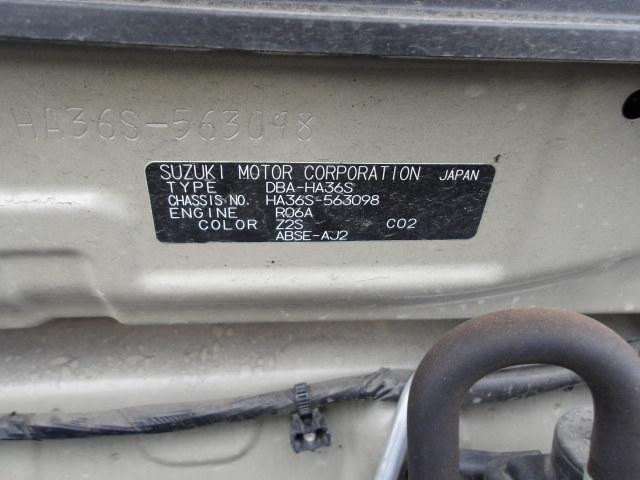 HA36S-563098
SUZUKI MOTOR CORPORATION JAPAN
TYPE DBA-HA36S
CHASSIS NO. HA36S-563098
ENGINE R06A
COLOR Z2S C02
ABSE-AJ2